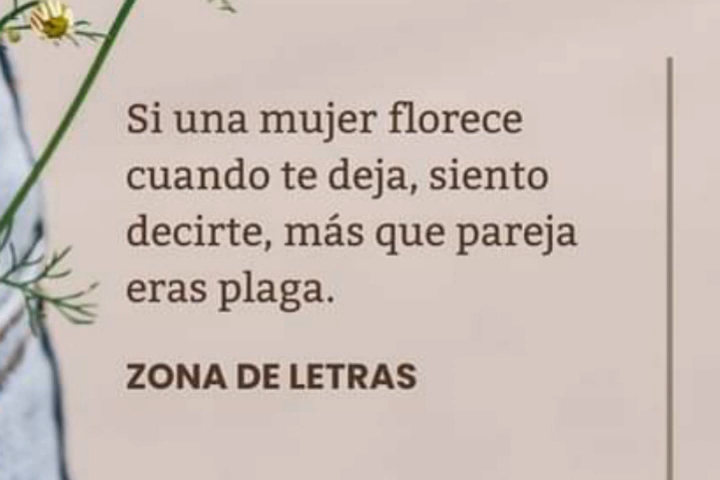 Si una mujer florece
cuando te deja, siento
decirte, más que pareja
eras plaga.
ZONA DE LETRAS